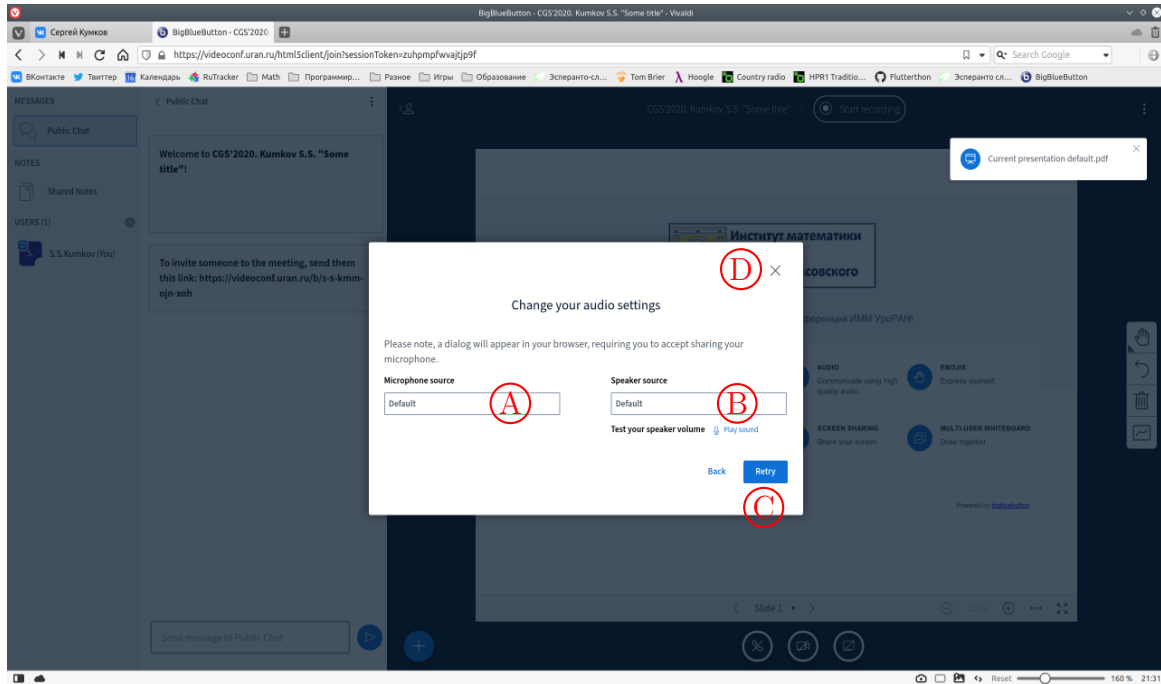 BigBlueButton - CGS'2020. Kumkov S.S. "Some title" - Vivaldi
Сергей Кумков
BigBlueButton - CGS'2020.
https://videoconf.uran.ru/html5client/join?sessionToken=zuhpmpfwvajtjp9f
Search Google
ВКонтакте
Твиттер
Календарь
RuTracker
Math
Программир...
Разное
Игры
Образование
Эсперанто-сл...
Tom Brier
Hoogle
Country radio
HPR1 Traditio...
Flutterthon
Эсперанто сл...
BigBlueButton
MESSAGES
Public Chat
NOTES
Shared Notes
USERS (1)
S.
S.S.Kumkov (You)
Public Chat
Welcome to CGS'2020. Kumkov S.S. "Some
title"!
To invite someone to the meeting, send them
this link: https://videoconf.uran.ru/b/s-s-kmm-
ojn-xoh
Send message to Public Chat
CGS'2020. Kumkov S.S. "Some title"
Start recording
Current presentation default.pdf
Институт математики
совского
ференций ИММ УроРАН!
AUDIO
Communicate using high
quality audio.
EMOJIS
Express yourself.
SCREEN SHARING
Share your screen.
MULTI-USER WHITEBOARD
Draw together.
Powered by bigbluebutton
D
Change your audio settings
Please note, a dialog will appear in your browser, requiring you to accept sharing your
microphone.
Microphone source
Speaker source
Default
A
Default
B
Test your speaker volume
Play sound
Back
Retry
C
Slide 1
100%
Reset
160 %
21:31